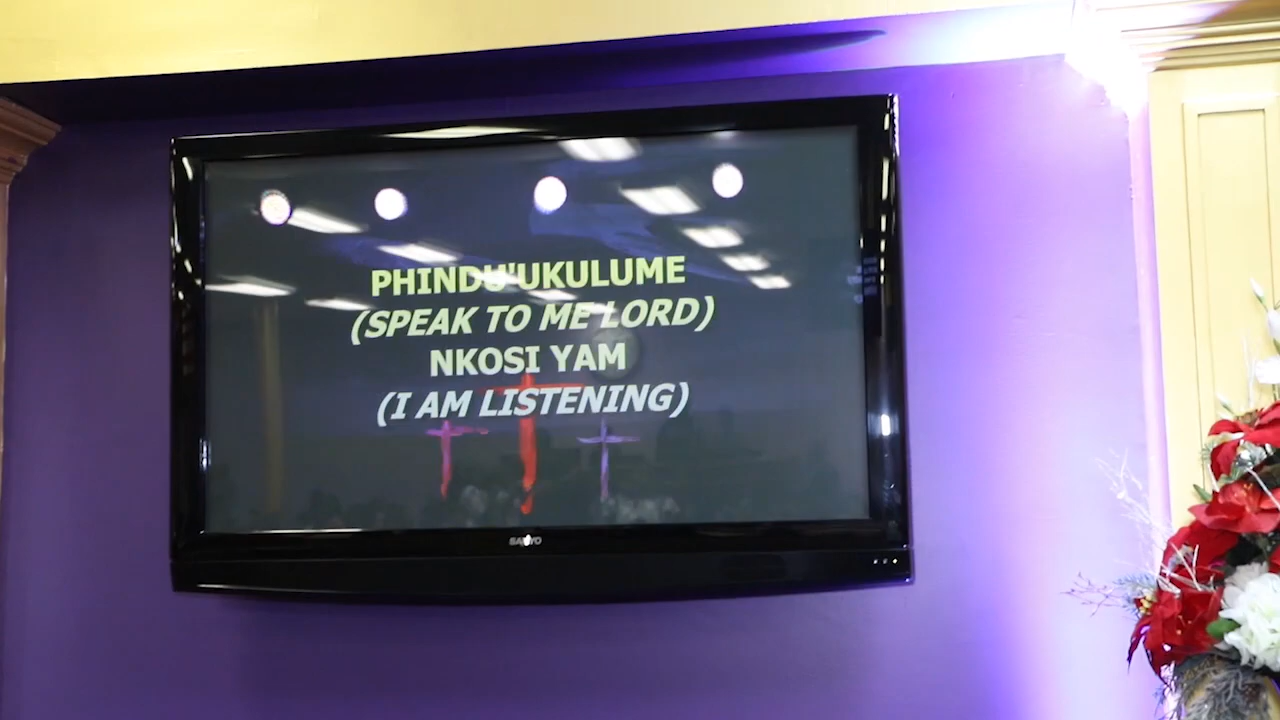 PHINDU'UKULUME
(SPEAK TO ME LORD)
NKOSI YAM
(I AM LISTENING)
SANYO